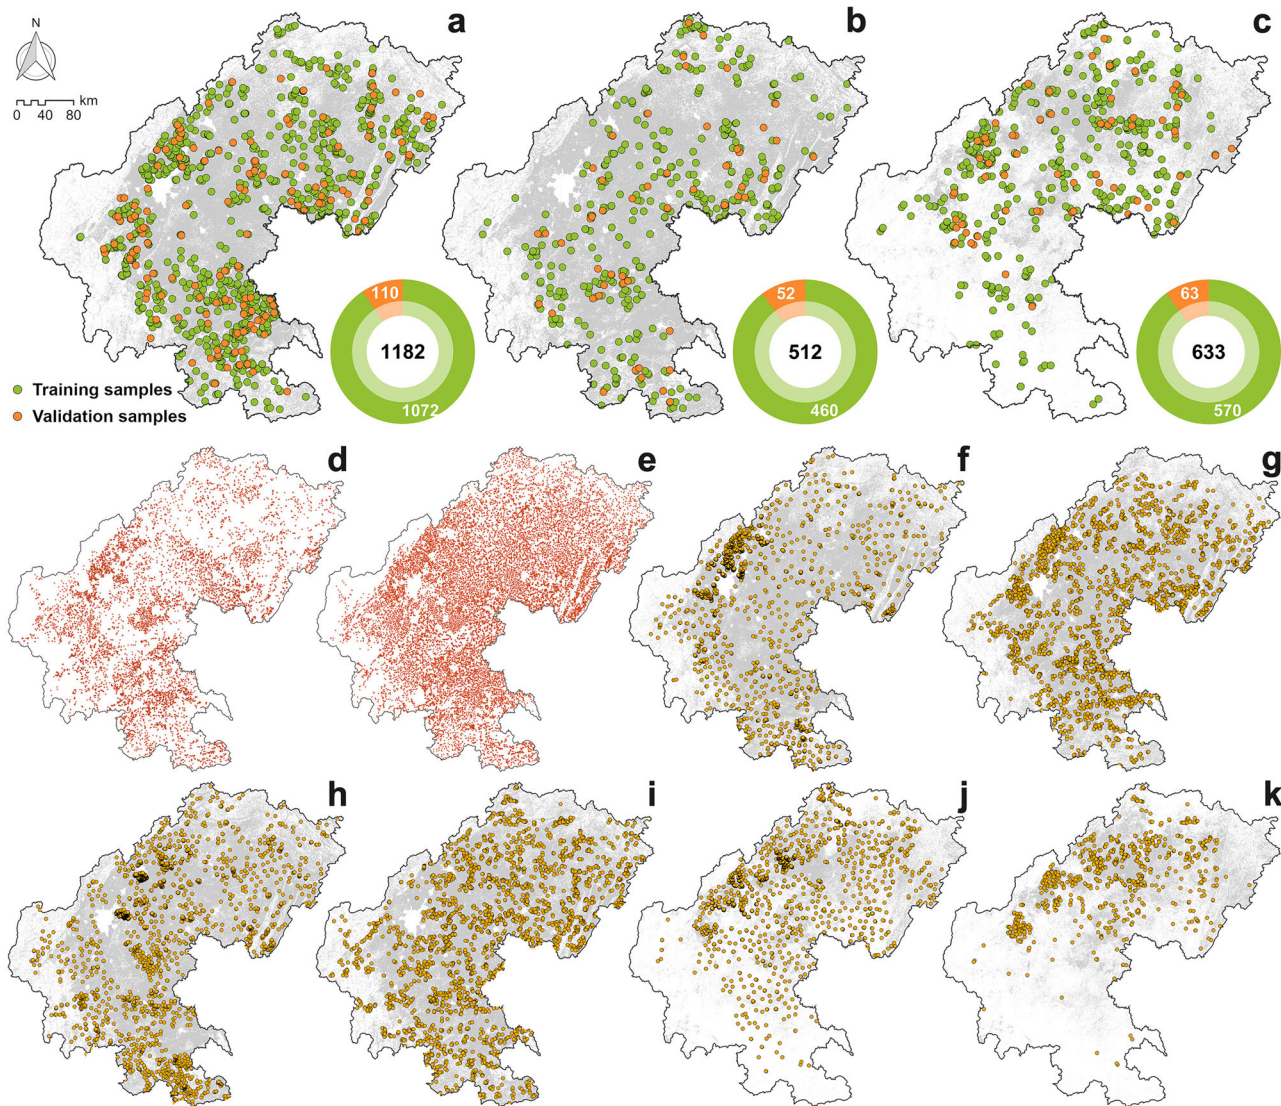 N
km
0 40 80
a
b
c
110
1182
1072
52
512
460
63
633
570
Training samples
Validation samples
d
e
f
g
h
i
j
k